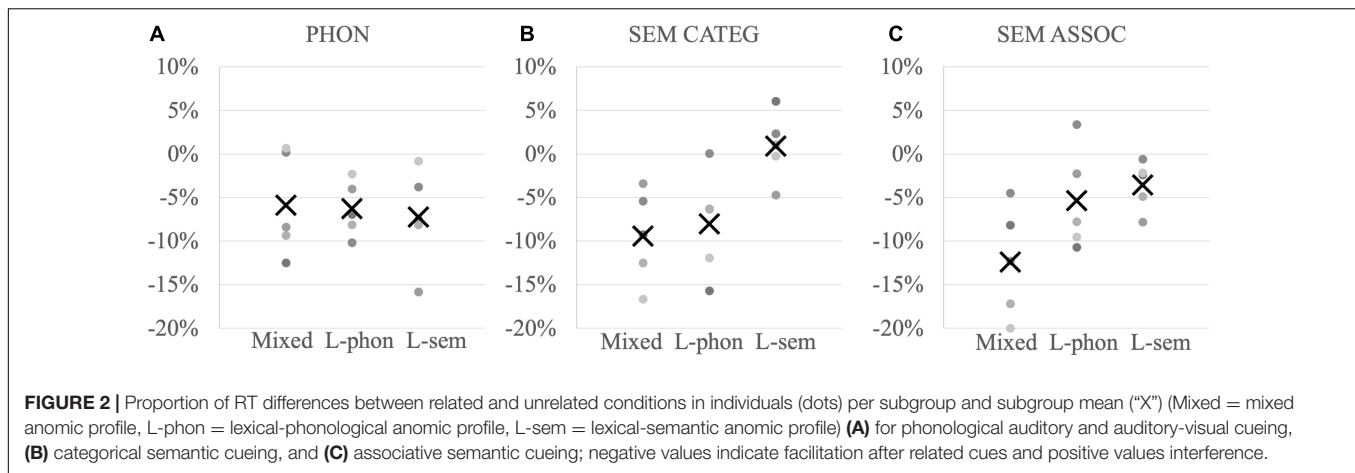 A PHON
10%
5%
0%
-5%
-10%
-15%
-20%
Mixed L-phon L-sem
B SEM CATEG
10%
5%
0%
-5%
-10%
-15%
-20%
Mixed L-phon L-sem
C SEM ASSOC
10%
5%
0%
-5%
-10%
-15%
-20%
Mixed L-phon L-sem
FIGURE 2 | Proportion of RT differences between related and unrelated conditions in individuals (dots) per subgroup and subgroup mean (“X”) (Mixed = mixed
anomic profile, L-phon = lexical-phonological anomic profile, L-sem = lexical-semantic anomic profile) (A) for phonological auditory and auditory-visual cueing,
(B) categorical semantic cueing, and (C) associative semantic cueing; negative values indicate facilitation after related cues and positive values interference.